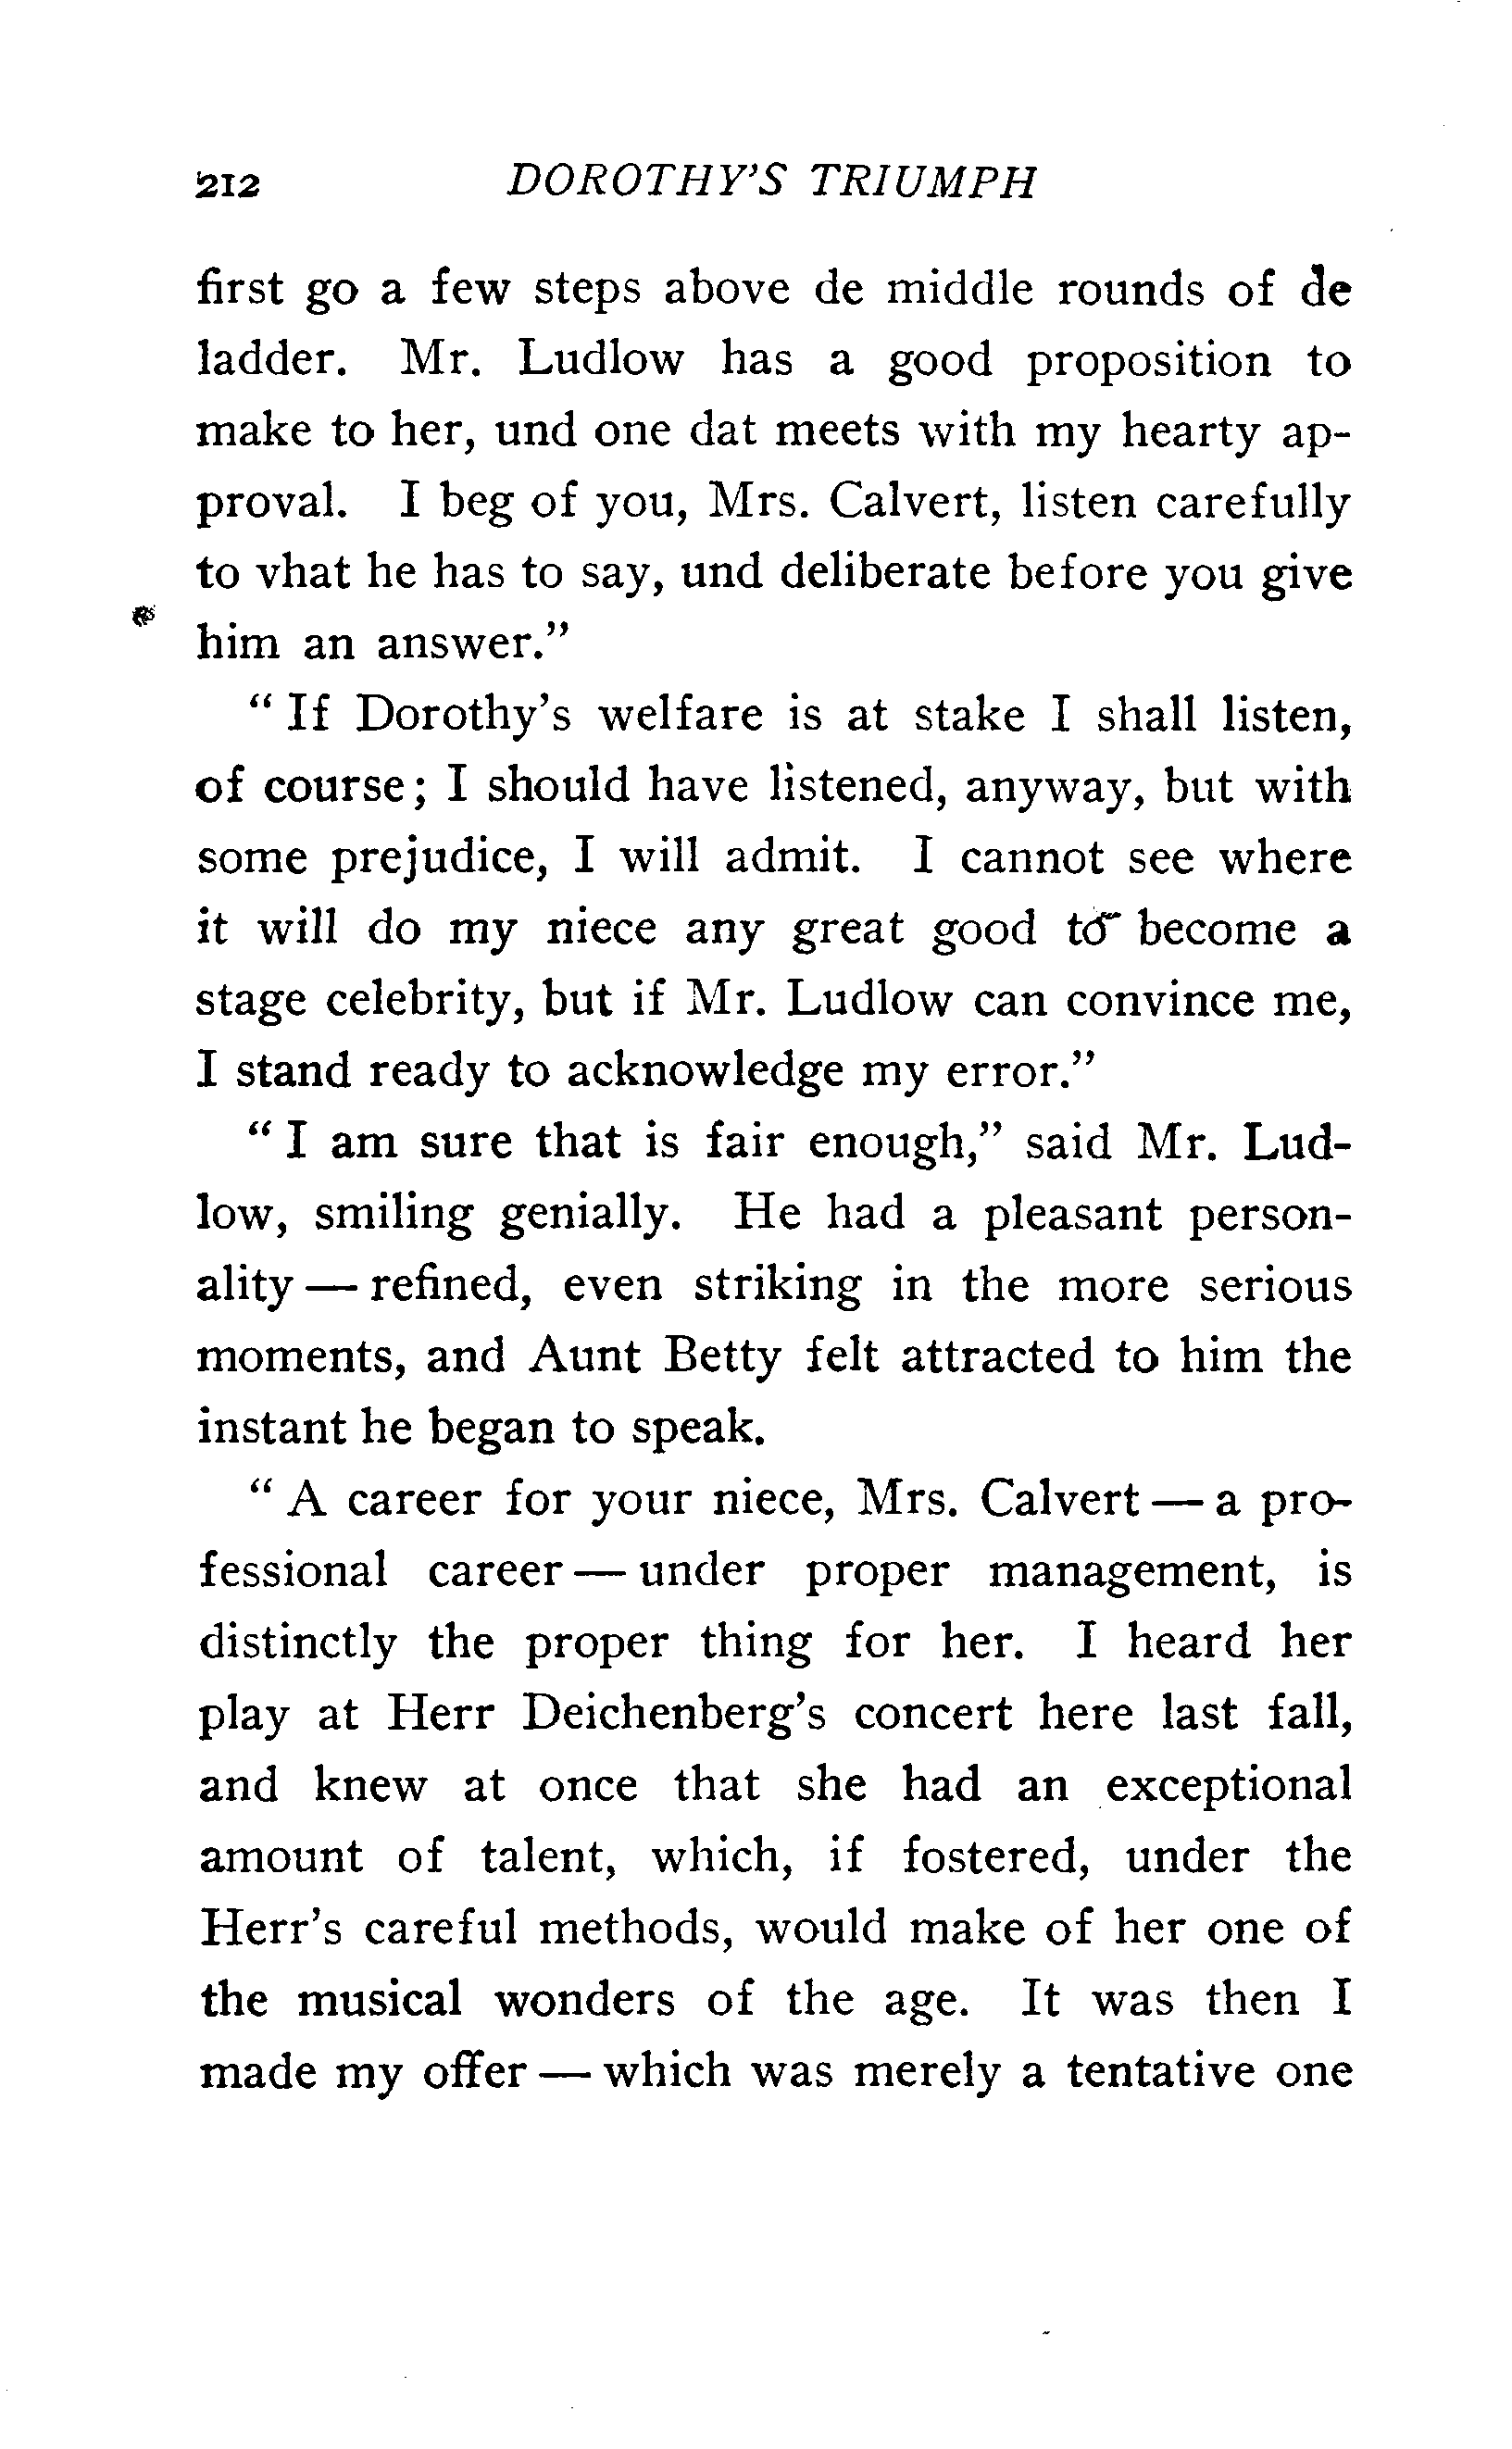 212 DOROTHY'S TRIUMPH
first go a few steps above de middle rounds of de
ladder. Mr. Ludlow has a good proposition to
make to her, und one dat meets with my hearty ap-
proval. I beg of you, Mrs. Calvert, listen carefully
to vhat he has to say, und deliberate before you give
him an answer."
" If Dorothy's welfare is at stake I shall listen,
of course; I should have listened, anyway, but with
some prejudice, I will admit. I cannot see where
it will do my niece any great good to become a
stage celebrity, but if Mr. Ludlow can convince me,
I stand ready to acknowledge my error."
" I am sure that is fair enough," said Mr. Lud-
low, smiling genially. He had a pleasant person-
ality — refined, even striking in the more serious
moments, and Aunt Betty felt attracted to him the
instant he began to speak.
" A career for your niece, Mrs. Calvert — a pro-
fessional career — under proper management, is
distinctly the proper thing for her. I heard her
play at Herr Deichenberg's concert here last fall,
and knew at once that she had an exceptional
amount of talent, which, if fostered, under the
Herr's careful methods, would make of her one of
the musical wonders of the age. It was then I
made my offer — which was merely a tentative one